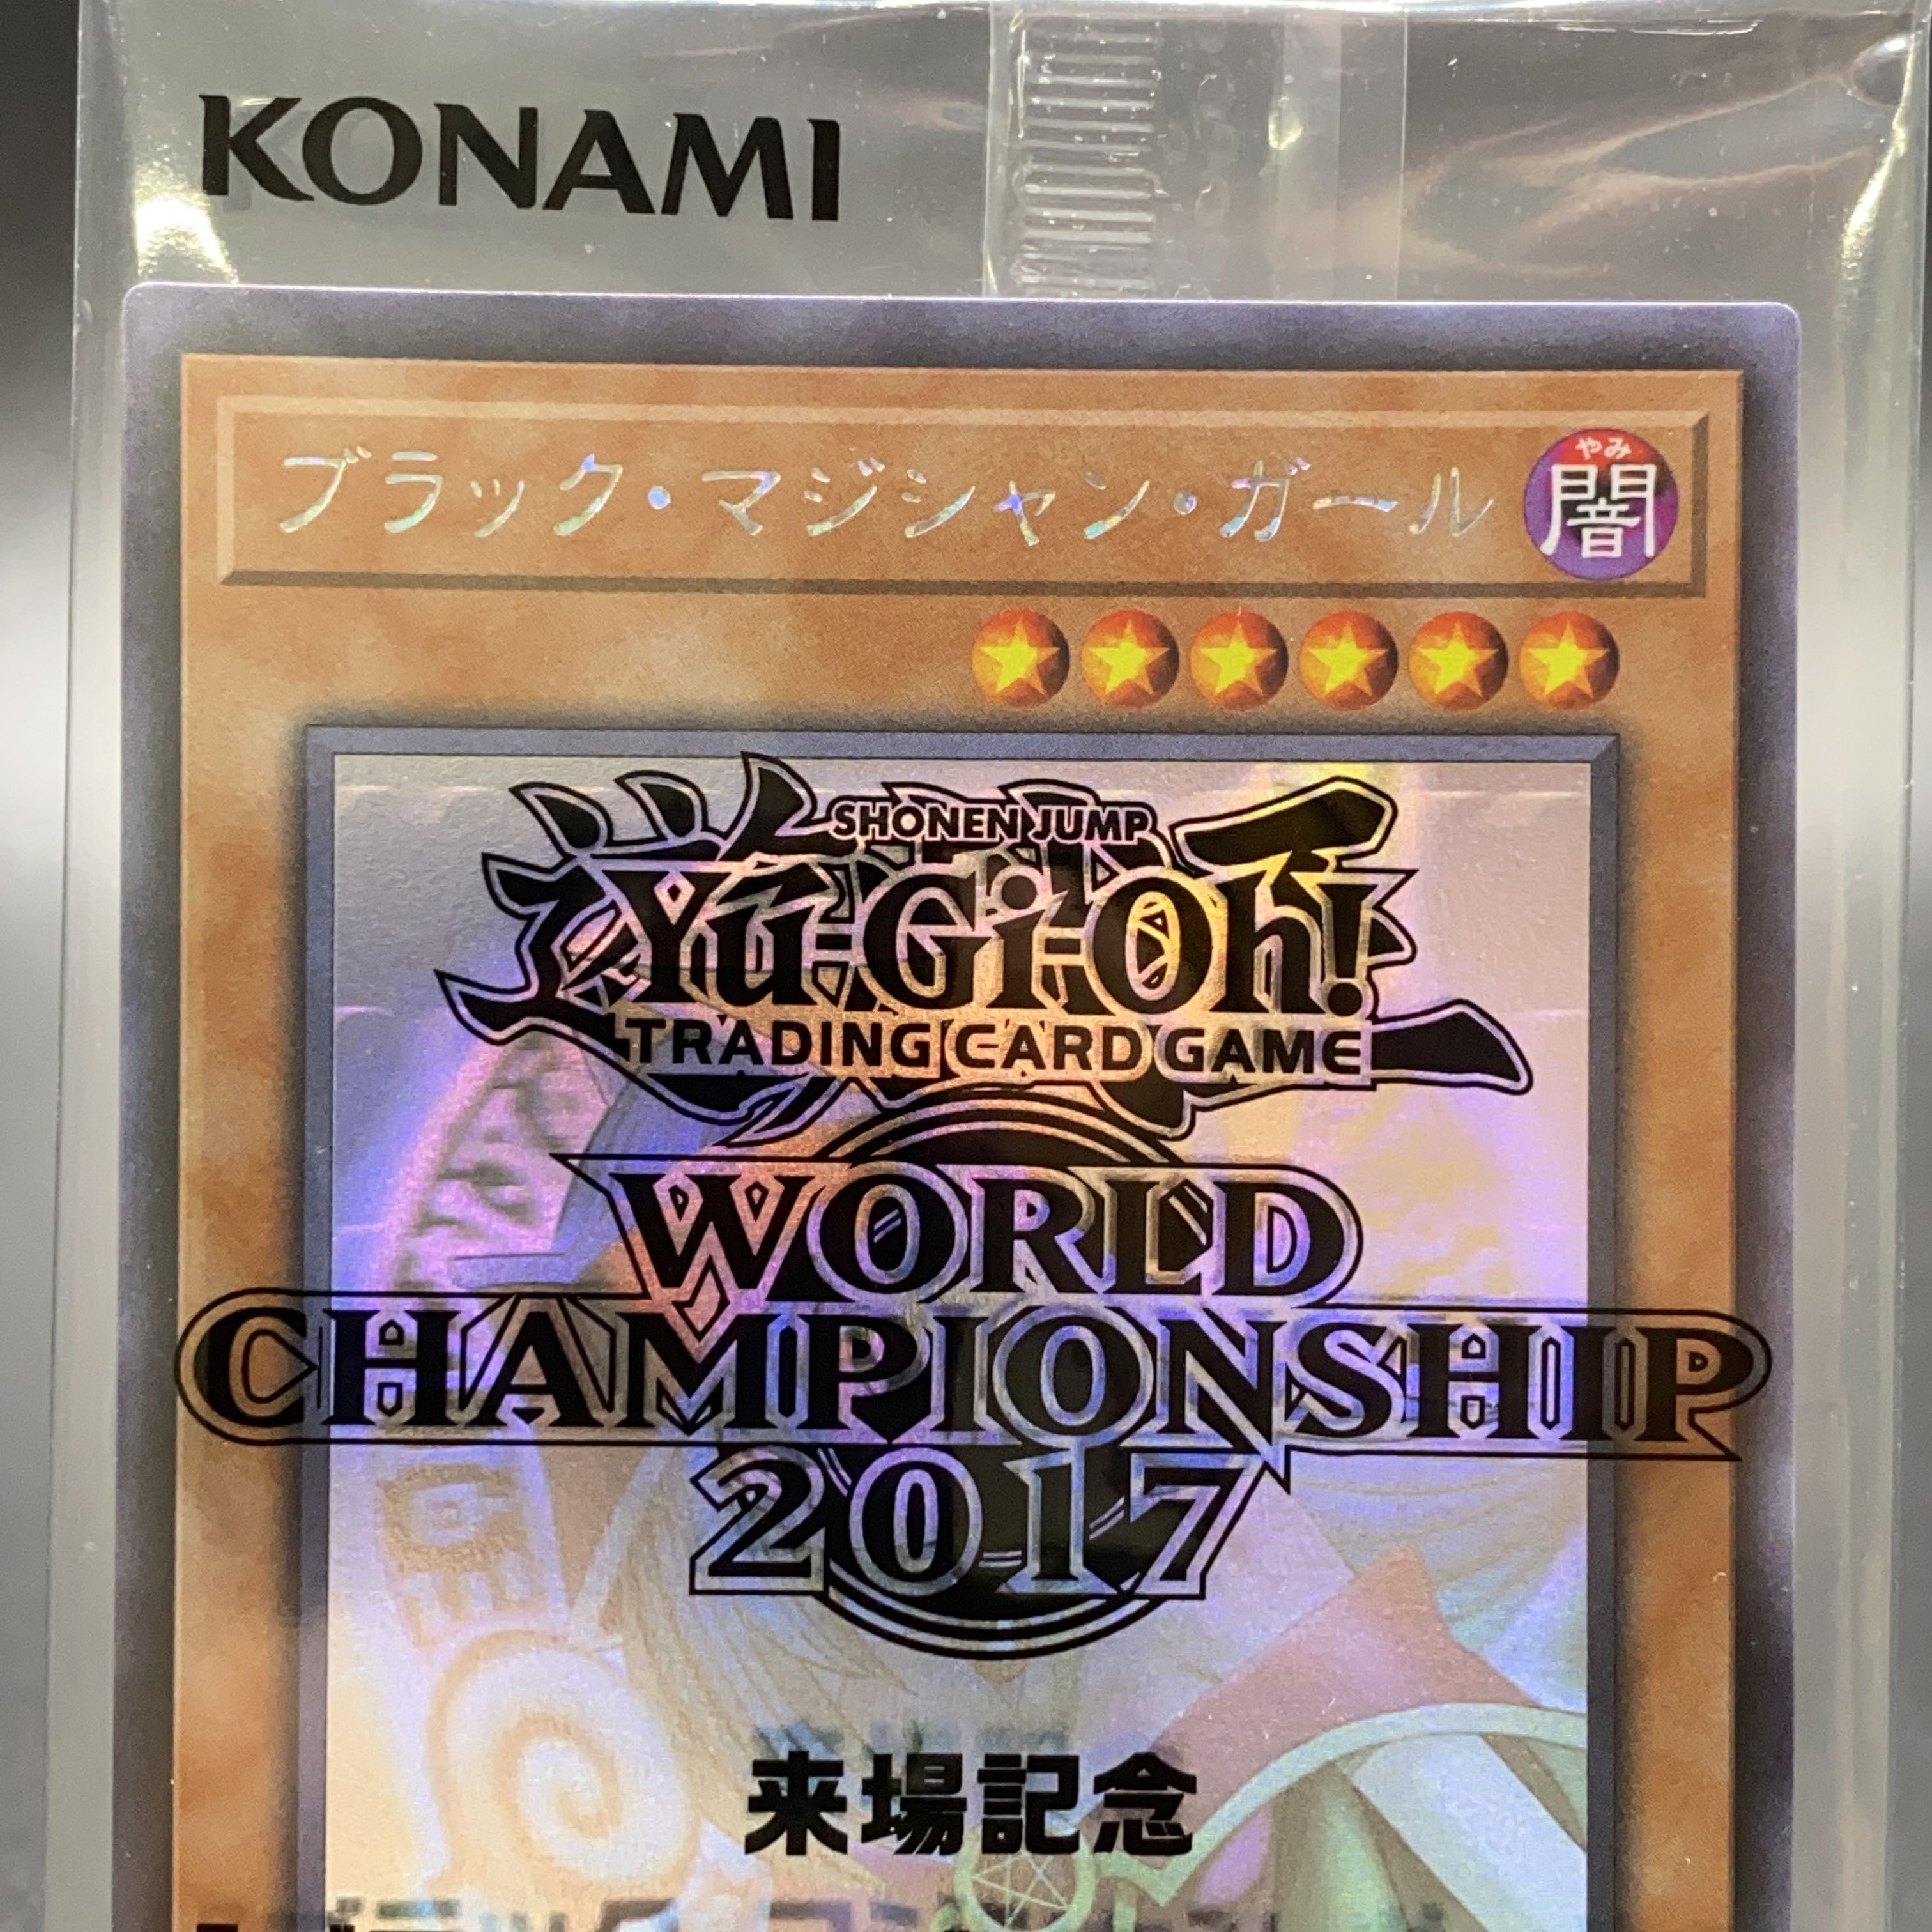 KONAMI
ブラック・マジシャン・ガール
やみ
闇
SHONEN JUMP
Yu-Gi-Oh!
TRADING CARD GAME
WORLD
CHAMPIONSHIP
2017
来場記念